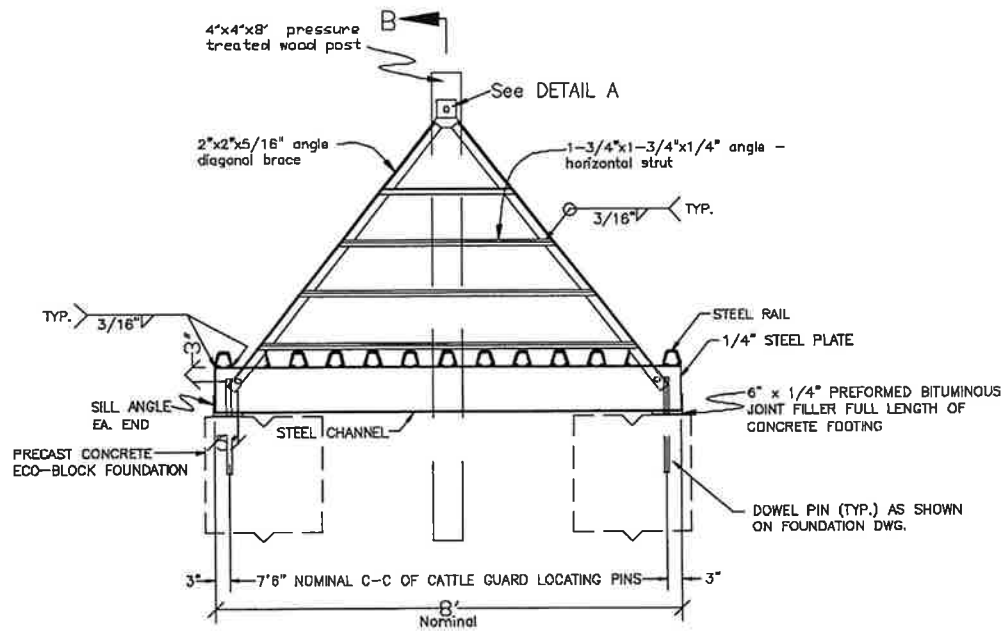 B
4"x4"x8' pressure
treated wood post
See DETAIL A
2"x2"x5/16" angle
diagonal brace
1-3/4"x1-3/4"x1/4" angle -
horizontal strut
3/16"
TYP.
TYP.
3/16"
3"
STEEL RAIL
1/4" STEEL PLATE
6" x 1/4" PREFORMED BITUMINOUS
JOINT FILLER FULL LENGTH OF
CONCRETE FOOTING
SILL ANGLE
EA. END
STEEL CHANNEL
PRECAST CONCRETE
ECO-BLOCK FOUNDATION
DOWEL PIN (TYP.) AS SHOWN
ON FOUNDATION DWG.
3"
7'6" NOMINAL C-C OF CATTLE GUARD LOCATING PINS
3"
8'
Nominal